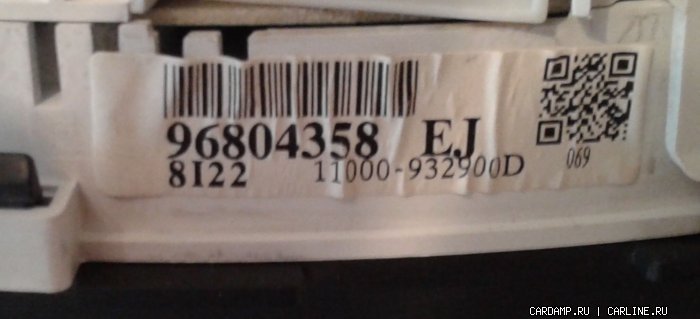 96804358 EJ
8I22 11000-932900D
069
CARDAMP.RU | CARLINE.RU